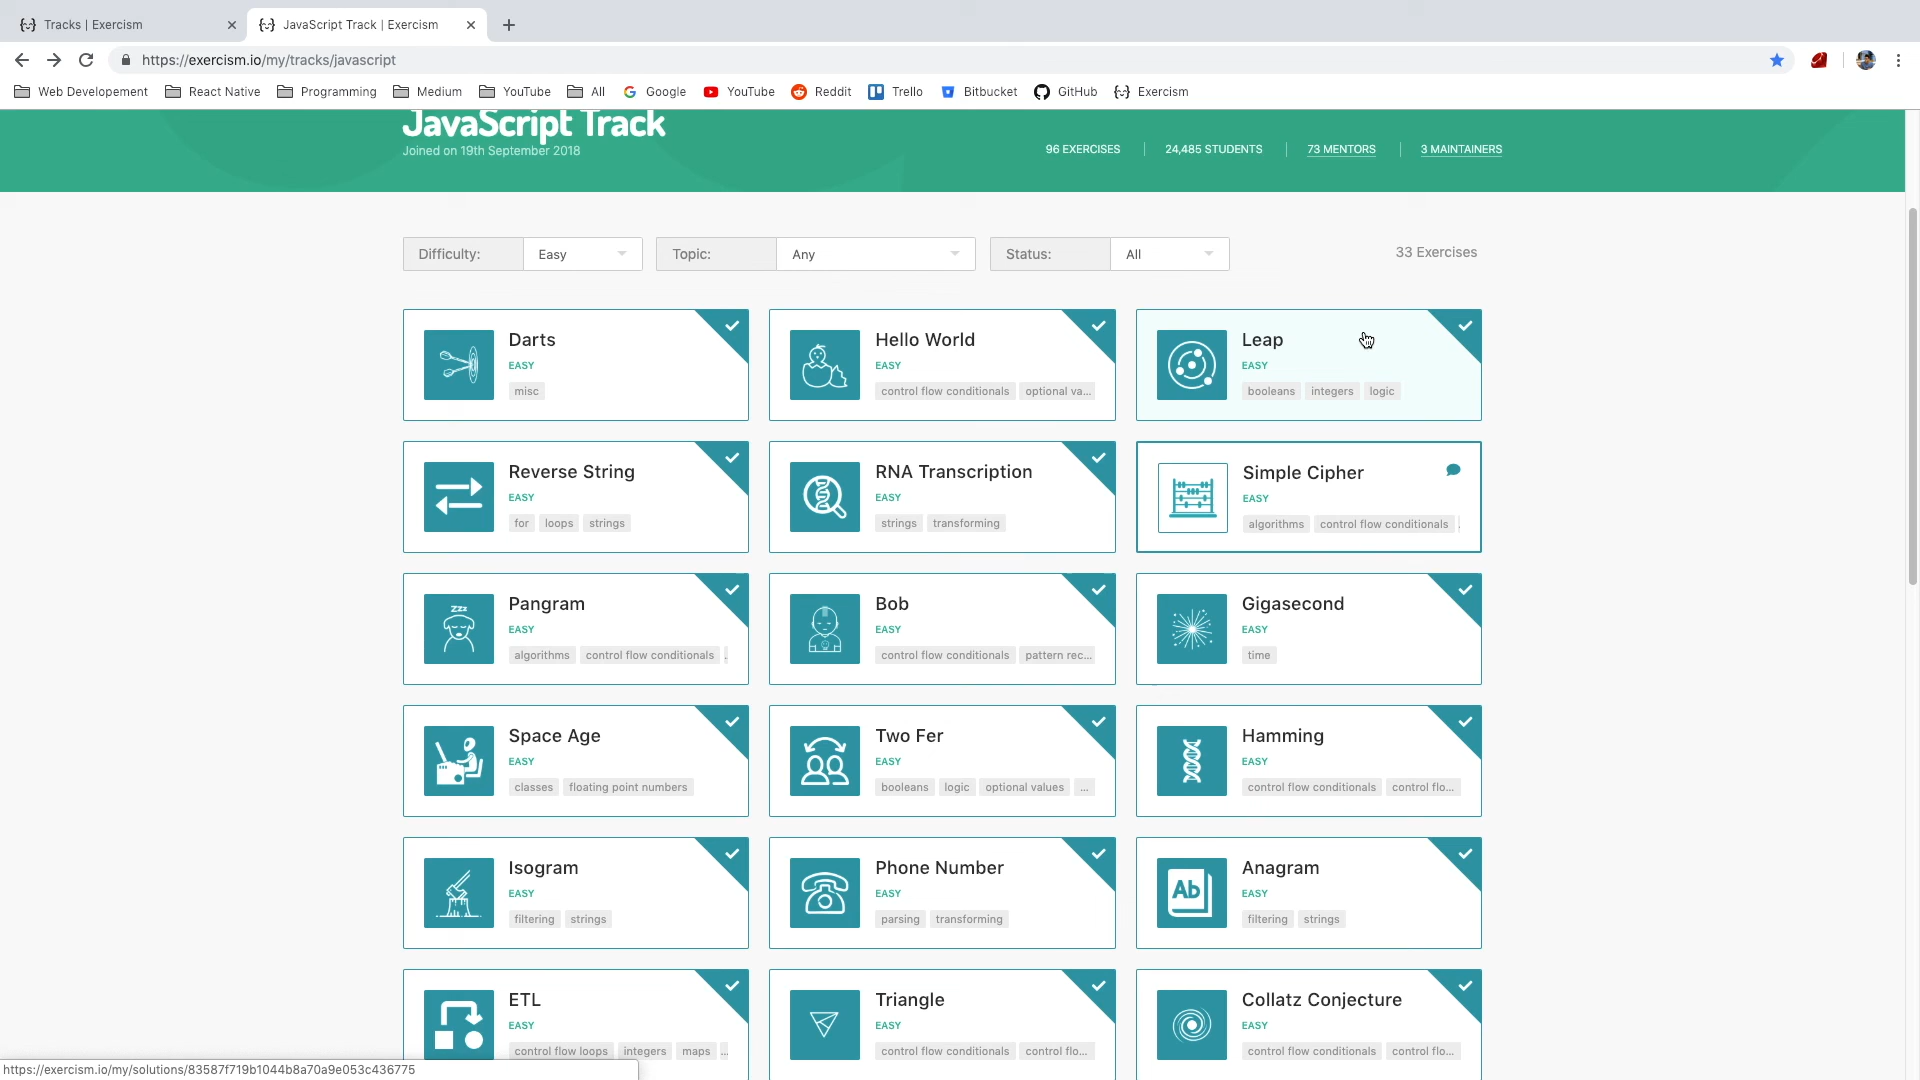 Tracks | Exercism
JavaScript Track | Exercism
https://exercism.io/my/tracks/javascript
Web Developement
React Native
Programming
Medium
YouTube
All
Google
YouTube
Reddit
Trello
Bitbucket
GitHub
Exercism
JavaScript Track
Joined on 19th September 2018
96 EXERCISES
24,485 STUDENTS
73 MENTORS
3 MAINTAINERS
Difficulty:
Easy
Topic:
Any
Status:
All
33 Exercises
Darts
EASY
misc
Hello World
EASY
control flow conditionals
optional va...
Leap
EASY
booleans
integers
logic
Reverse String
EASY
for
loops
strings
RNA Transcription
EASY
strings
transforming
Simple Cipher
EASY
algorithms
control flow conditionals
zzz
Pangram
EASY
algorithms
control flow conditionals
Bob
EASY
control flow conditionals
pattern rec...
Gigasecond
EASY
time
Space Age
EASY
classes
floating point numbers
Two Fer
EASY
booleans
logic
optional values
...
Hamming
EASY
control flow conditionals
control flo...
Isogram
EASY
filtering
strings
Phone Number
EASY
parsing
transforming
Ab
Anagram
EASY
filtering
strings
ETL
EASY
control flow loops
integers
maps
...
Triangle
EASY
control flow conditionals
control flo...
Collatz Conjecture
EASY
control flow conditionals
control flo...
https://exercism.io/my/solutions/83587f719b1044b8a70a9e053c436775